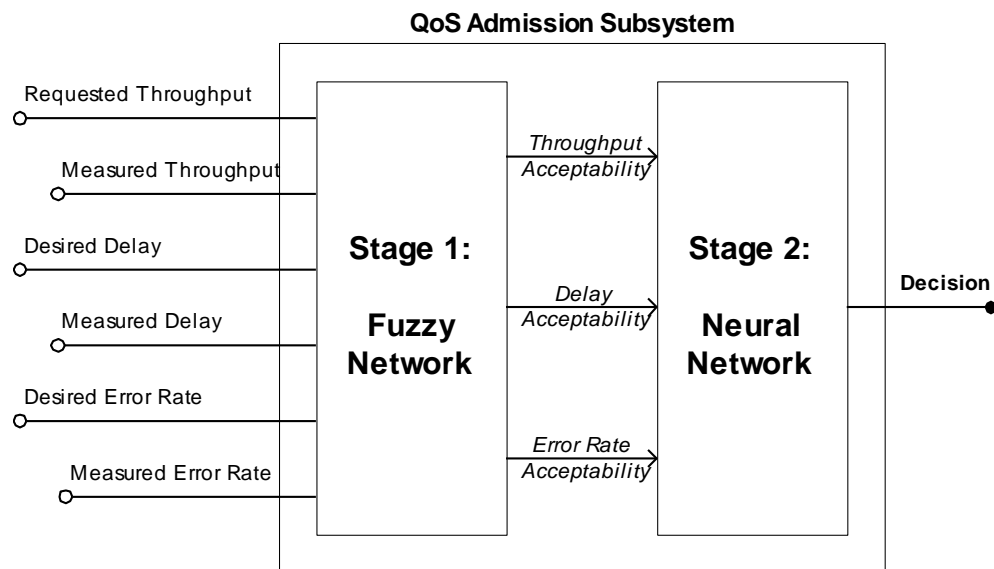 QoS Admission Subsystem
Requested Throughput
Measured Throughput
Desired Delay
Measured Delay
Desired Error Rate
Measured Error Rate
Stage 1:
Fuzzy
Network
Throughput
Acceptability
Delay
Acceptability
Error Rate
Acceptability
Stage 2:
Neural
Network
Decision